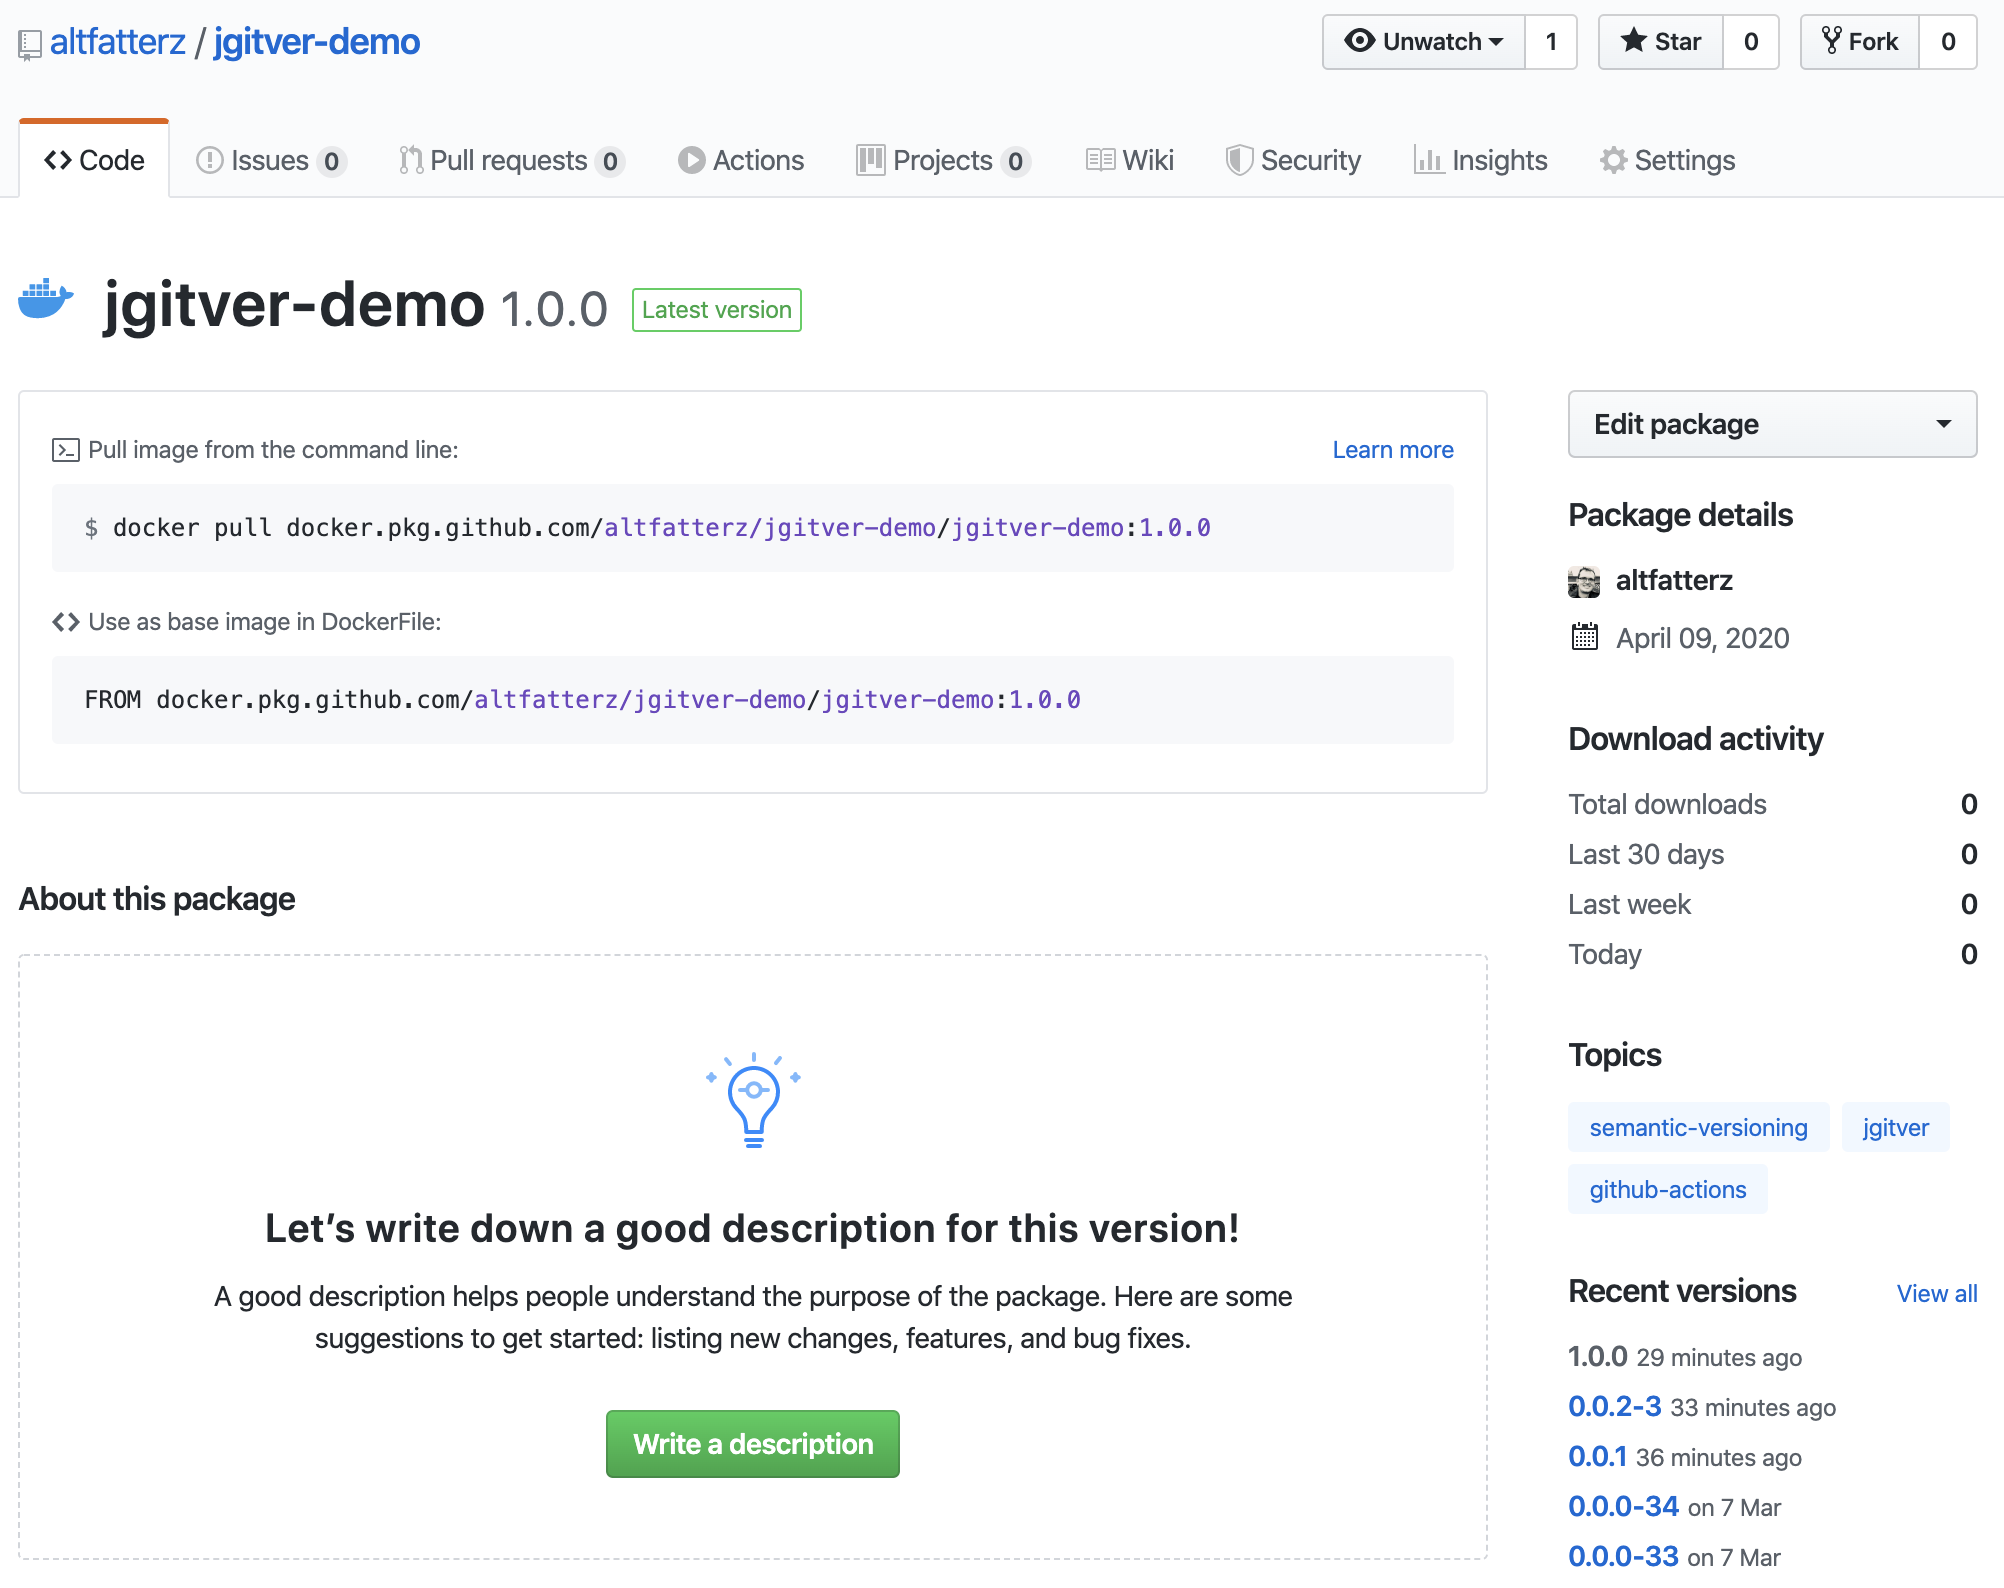 altfatterz / jgitver-demo
Unwatch 1 Star 0 Fork 0
Code Issues 0 Pull requests 0 Actions Projects 0 Wiki Security Insights Settings
jgitver-demo 1.0.0 Latest version
Pull image from the command line: Learn more
$ docker pull docker.pkg.github.com/altfatterz/jgitver-demo/jgitver-demo:1.0.0
Use as base image in DockerFile:
FROM docker.pkg.github.com/altfatterz/jgitver-demo/jgitver-demo:1.0.0
About this package
Let’s write down a good description for this version!
A good description helps people understand the purpose of the package. Here are some
suggestions to get started: listing new changes, features, and bug fixes.
Write a description
Edit package
Package details
altfatterz
April 09, 2020
Download activity
Total downloads 0
Last 30 days 0
Last week 0
Today 0
Topics
semantic-versioning jgitver
github-actions
Recent versions View all
1.0.0 29 minutes ago
0.0.2-3 33 minutes ago
0.0.1 36 minutes ago
0.0.0-34 on 7 Mar
0.0.0-33 on 7 Mar